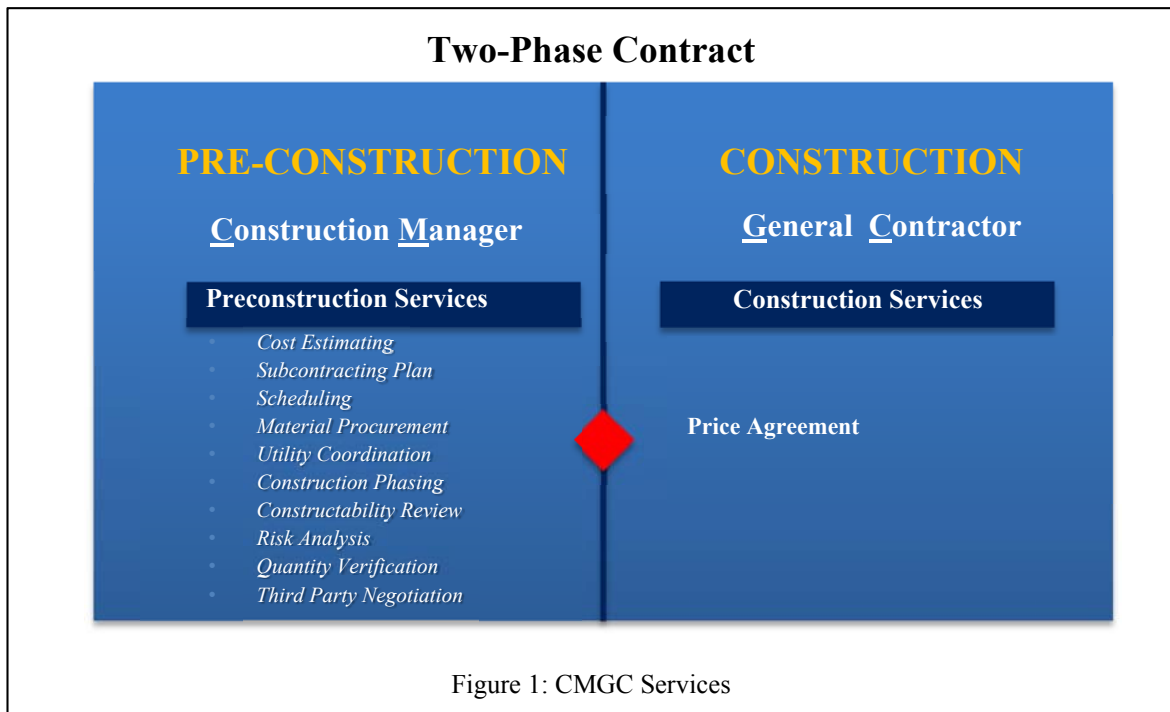 Two-Phase Contract
PRE-CONSTRUCTION
Construction Manager
Preconstruction Services
• Cost Estimating
• Subcontracting Plan
• Scheduling
• Material Procurement
• Utility Coordination
• Construction Phasing
• Constructability Review
• Risk Analysis
• Quantity Verification
• Third Party Negotiation
CONSTRUCTION
General Contractor
Construction Services
Price Agreement
Figure 1: CMGC Services